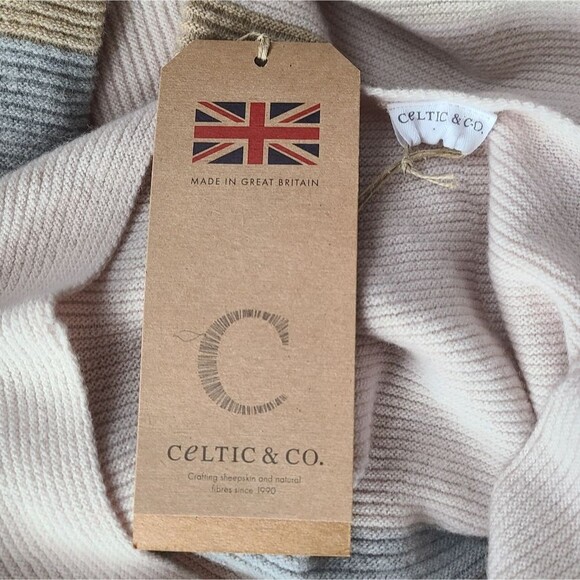 MADE IN GREAT BRITAIN
C
CeLTIC & CO.
Crafting sheepskin and natural
fibres since 1990
CeLTIC & CO.